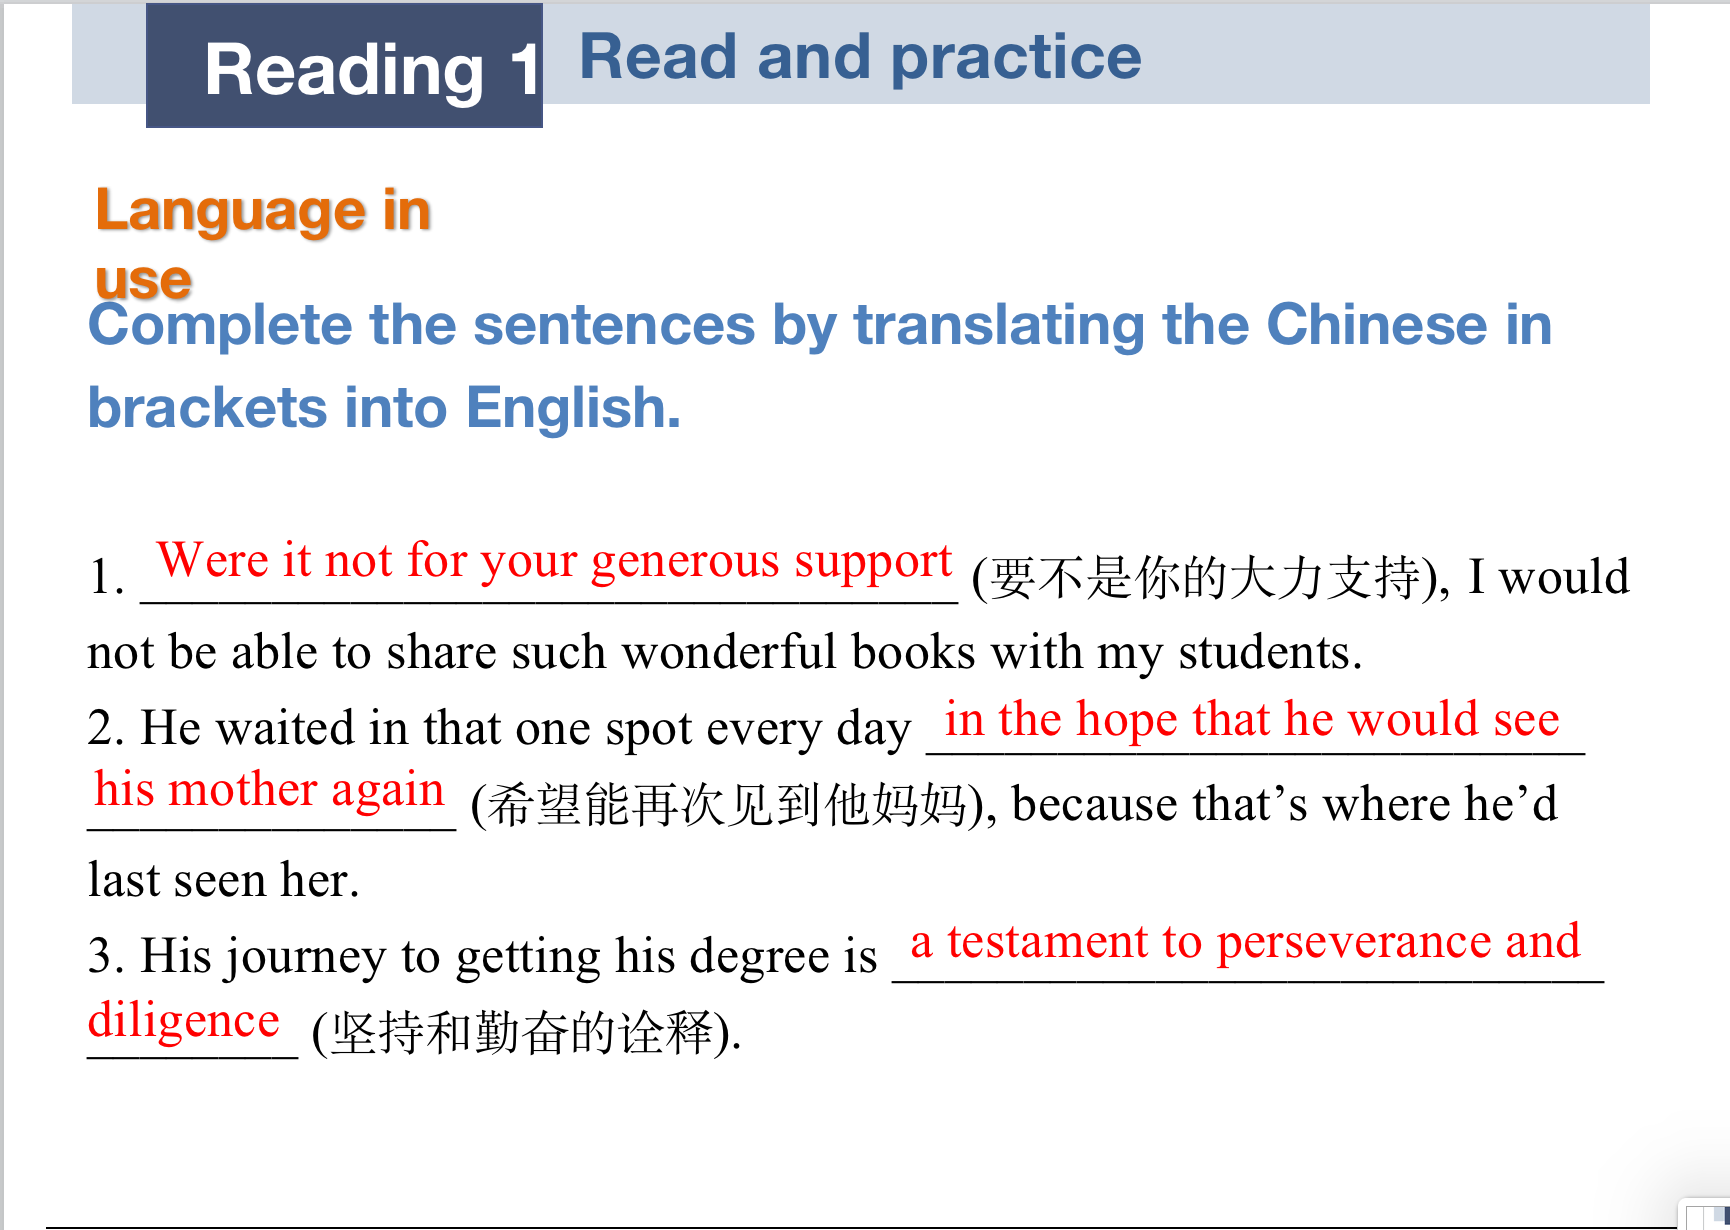 Reading 1 Read and practice
Language in
use
Complete the sentences by translating the Chinese in
brackets into English.
1. Were it not for your generous support (要不是你的大力支持), I would
not be able to share such wonderful books with my students.
2. He waited in that one spot every day in the hope that he would see
his mother again (希望能再次见到他妈妈), because that’s where he’d
last seen her.
3. His journey to getting his degree is a testament to perseverance and
diligence (坚持和勤奋的诠释).